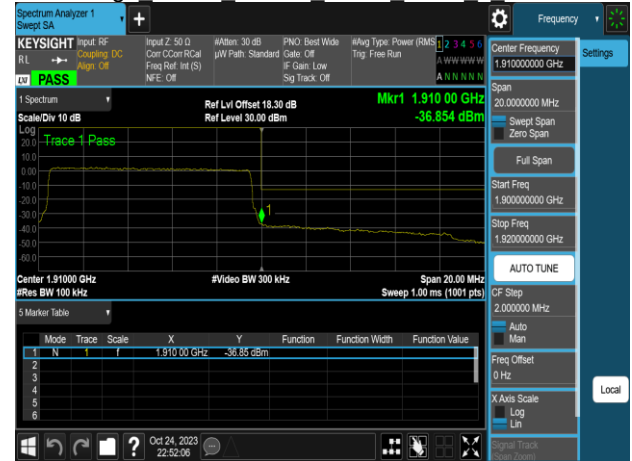 Spectrum Analyzer 1
Swept SA
Frequency
KEYSIGHT
Input: RF
Input Z: 50 Ω
#Atten: 30 dB
PNO: Best Wide
#Avg Type: Power (RMS
1 2 3 4 5 6
RL
Coupling: DC
Corr CCorr RCal
µW Path: Standard
Gate: Off
Trig: Free Run
A W W W W W
Align: Off
Freq Ref: Int (S)
IF Gain: Low
LXI
PASS
NFE: Off
Sig Track: Off
A N N N N N
Center Frequency
1.910000000 GHz
Settings
1 Spectrum
Ref Lvl Offset 18.30 dB
Mkr1 1.910 00 GHz
Scale/Div 10 dB
Ref Level 30.00 dBm
-36.854 dBm
Log
Trace 1 Pass
20.0
10.0
0.00
-10.0
-20.0
-30.0
-40.0
-50.0
-60.0
1
Center 1.91000 GHz
#Video BW 300 kHz
Span 20.00 MHz
#Res BW 100 kHz
Sweep 1.00 ms (1001 pts)
Span
20.0000000 MHz
Swept Span
Zero Span
Full Span
Start Freq
1.900000000 GHz
Stop Freq
1.920000000 GHz
AUTO TUNE
CF Step
2.000000 MHz
Auto
Man
Freq Offset
0 Hz
X Axis Scale
Log
Lin
Signal Track
(Span Zoom)
Local
5 Marker Table
Mode Trace Scale X Y Function Function Width Function Value
1 N 1 f 1.910 00 GHz -36.85 dBm
2
3
4
5
6
?
Oct 24, 2023
22:52:06